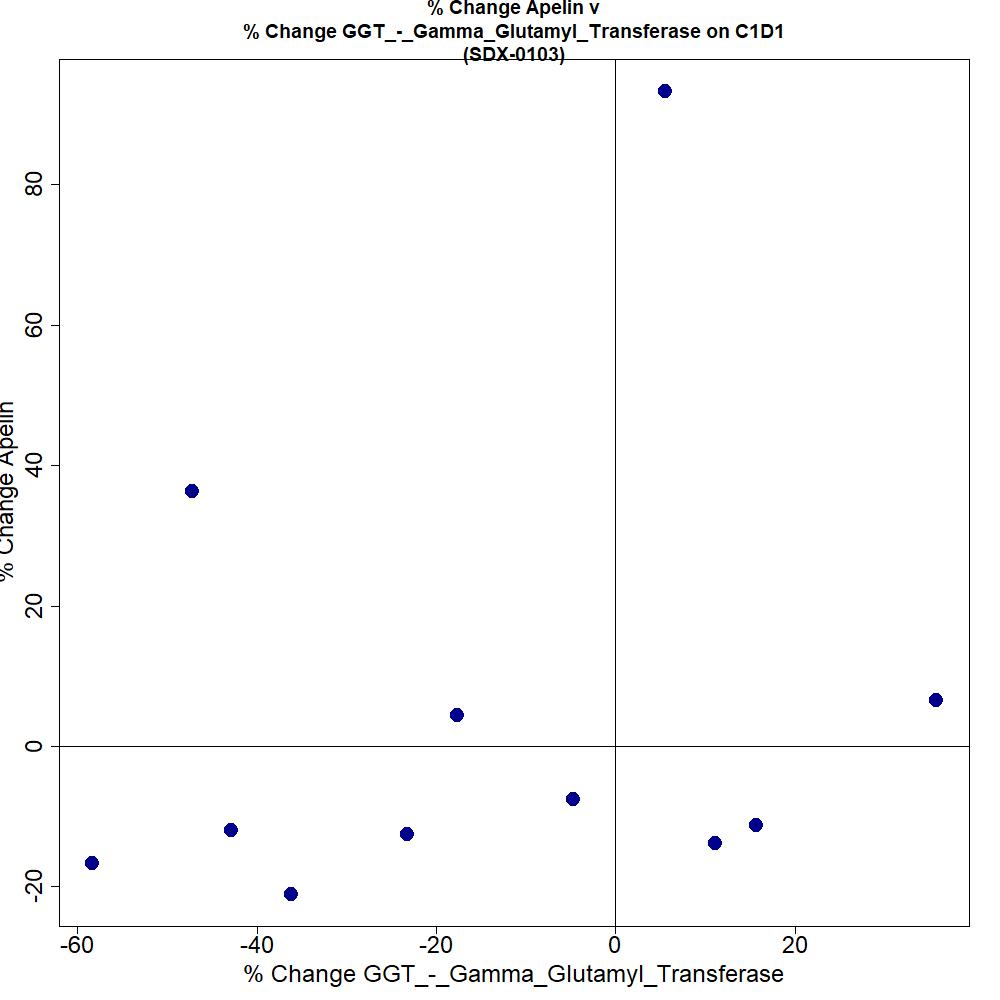 % Change Apelin v
% Change GGT_-_Gamma_Glutamyl_Transferase on C1D1
(SDX-0103)
% Change Apelin
80
60
40
20
0
-20
-60
-40
-20
0
20
% Change GGT_-_Gamma_Glutamyl_Transferase